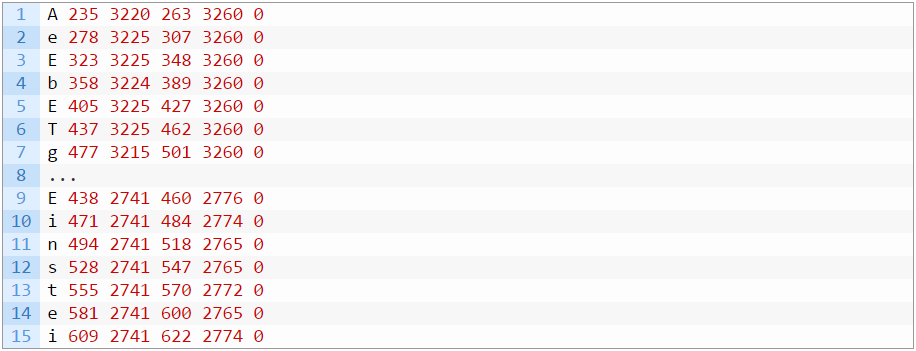 1 A 235 3220 263 3260 0
2 e 278 3225 307 3260 0
3 E 323 3225 348 3260 0
4 b 358 3224 389 3260 0
5 E 405 3225 427 3260 0
6 T 437 3225 462 3260 0
7 g 477 3215 501 3260 0
8 ...
9 E 438 2741 460 2776 0
10 i 471 2741 484 2774 0
11 n 494 2741 518 2765 0
12 s 528 2741 547 2765 0
13 t 555 2741 570 2772 0
14 e 581 2741 600 2765 0
15 i 609 2741 622 2774 0